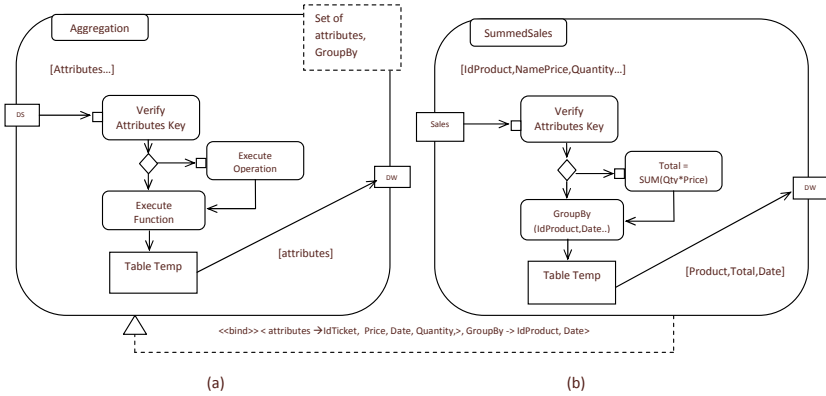 Aggregation
Set of
attributes,
GroupBy
[Attributes...]
DS
Verify
Attributes Key
Execute
Operation
DW
Execute
Function
Table Temp
[attributes]
SummedSales
[IdProduct,NamePrice,Quantity...]
Sales
Verify
Attributes Key
Total =
SUM(Qty*Price)
DW
GroupBy
(IdProduct,Date..)
Table Temp
[Product,Total,Date]
<<bind>> < attributes →IdTicket, Price, Date, Quantity,>, GroupBy -> IdProduct, Date>
(a)
(b)